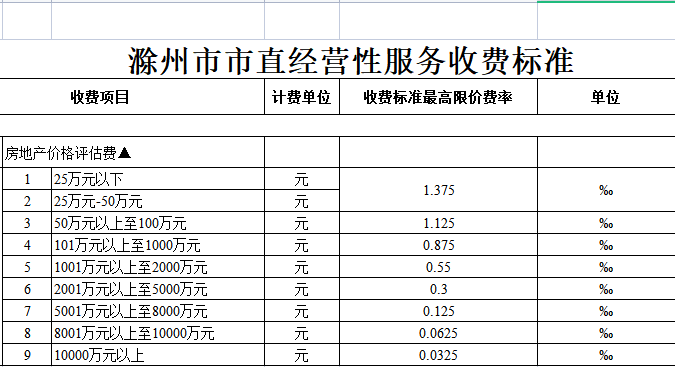 滁州市市直经营性服务收费标准
收费项目 计费单位 收费标准最高限价费率 单位
房地产价格评估费▲
1 25万元以下 元 1.375 ‰
2 25万元-50万元 元
3 50万元以上至100万元 元 1.125 ‰
4 101万元以上至1000万元 元 0.875 ‰
5 1001万元以上至2000万元 元 0.55 ‰
6 2001万元以上至5000万元 元 0.3 ‰
7 5001万元以上至8000万元 元 0.125 ‰
8 8001万元以上至10000万元 元 0.0625 ‰
9 10000万元以上 元 0.0325 ‰